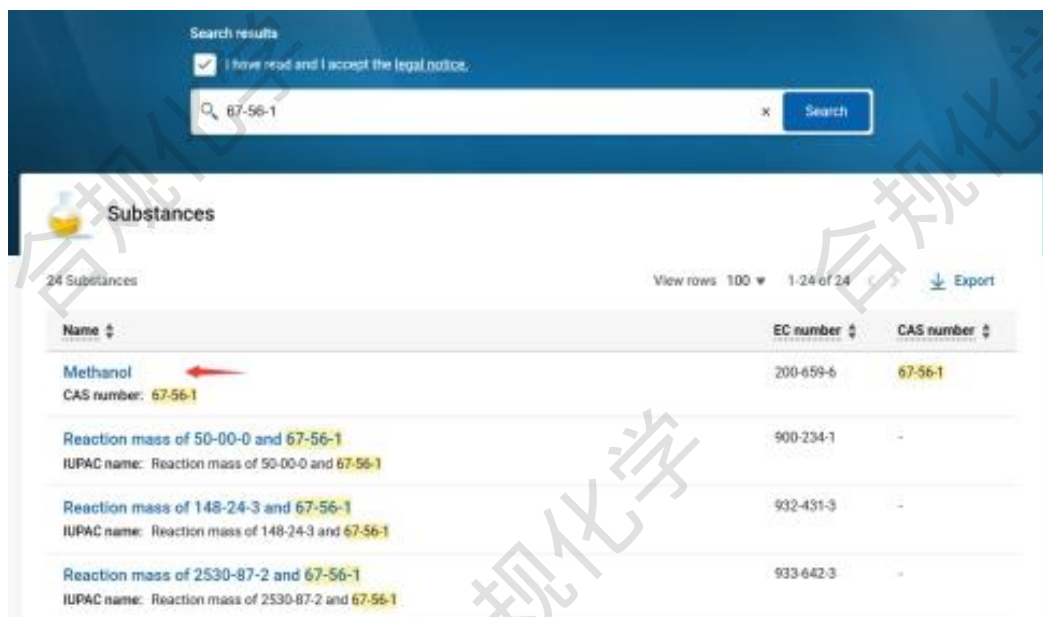 Search results
I have read and I accept the legal notice.
67-56-1 × Search
Substances
24 Substances View rows 100 1-24 of 24 < > Export
Name EC number CAS number
Methanol 200-659-6 67-56-1
CAS number: 67-56-1
Reaction mass of 50-00-0 and 67-56-1 900-234-1 -
IUPAC name: Reaction mass of 50-00-0 and 67-56-1
Reaction mass of 148-24-3 and 67-56-1 932-431-3 -
IUPAC name: Reaction mass of 148-24-3 and 67-56-1
Reaction mass of 2530-87-2 and 67-56-1 933-642-3 -
IUPAC name: Reaction mass of 2530-87-2 and 67-56-1
合规化学
合规化学
合规化学